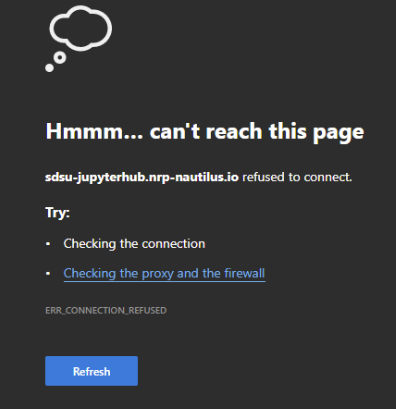 Hmmm... can't reach this page
sdsu-jupyterhub.nrp-nautilus.io refused to connect.
Try:
• Checking the connection
• Checking the proxy and the firewall
ERR_CONNECTION_REFUSED
Refresh